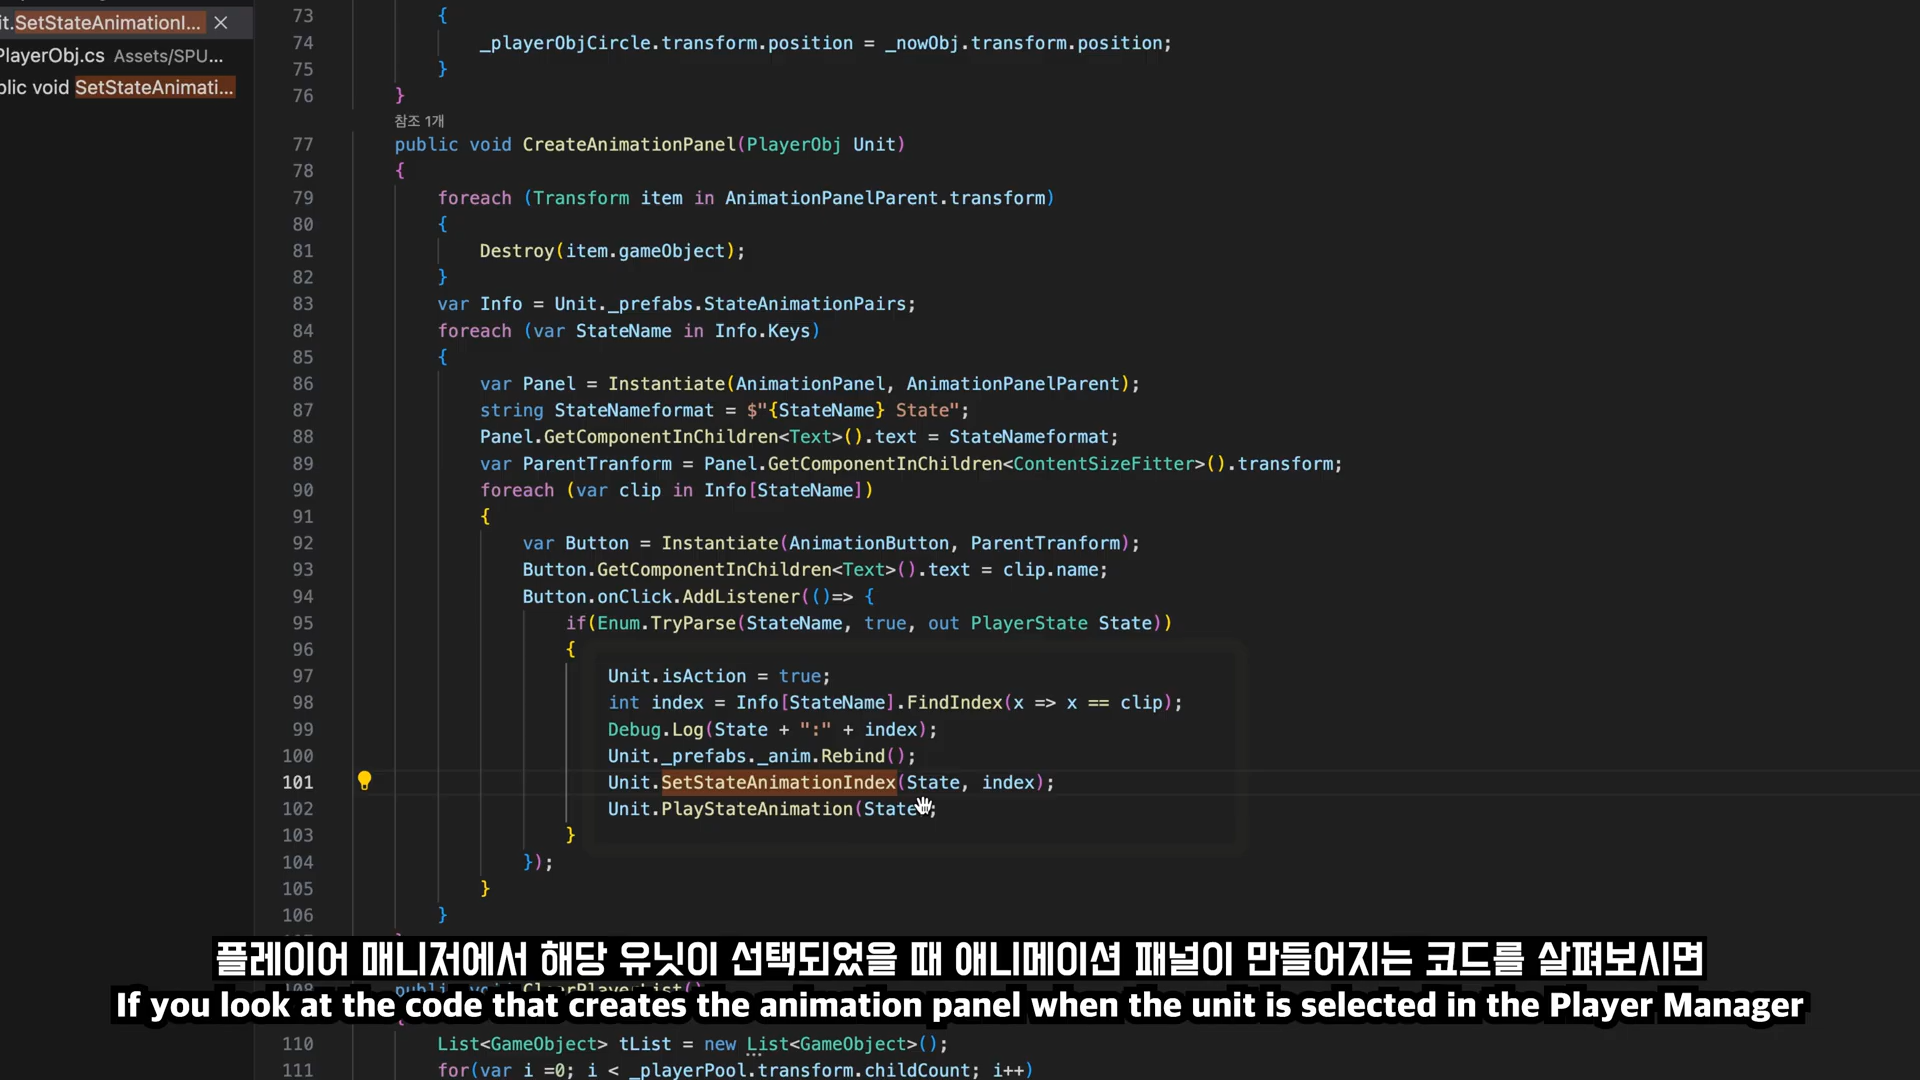 it.SetStateAnimationI...
PlayerObj.cs Assets/SPU...
blic void SetStateAnimati...
73 {
74 _playerObjCircle.transform.position = _nowObj.transform.position;
75 }
76 }
참조 1개
77 public void CreateAnimationPanel(PlayerObj Unit)
78 {
79 foreach (Transform item in AnimationPanelParent.transform)
80 {
81 Destroy(item.gameObject);
82 }
83 var Info = Unit._prefabs.StateAnimationPairs;
84 foreach (var StateName in Info.Keys)
85 {
86 var Panel = Instantiate(AnimationPanel, AnimationPanelParent);
87 string StateNameformat = $"{StateName} State";
88 Panel.GetComponentInChildren<Text>().text = StateNameformat;
89 var ParentTranform = Panel.GetComponentInChildren<ContentSizeFitter>().transform;
90 foreach (var clip in Info[StateName])
91 {
92 var Button = Instantiate(AnimationButton, ParentTranform);
93 Button.GetComponentInChildren<Text>().text = clip.name;
94 Button.onClick.AddListener(()=> {
95 if(Enum.TryParse(StateName, true, out PlayerState State))
96 {
97 Unit.isAction = true;
98 int index = Info[StateName].FindIndex(x => x == clip);
99 Debug.Log(State + ":" + index);
100 Unit._prefabs._anim.Rebind();
101 Unit.SetStateAnimationIndex(State, index);
102 Unit.PlayStateAnimation(State;
103 }
104 });
105 }
106 }
플레이어 매니저에서 해당 유닛이 선택되었을 때 애니메이션 패널이 만들어지는 코드를 살펴보시면
If you look at the code that creates the animation panel when the unit is selected in the Player Manager
110 List<GameObject> tList = new List<GameObject>();
111 for(var i =0; i < _playerPool.transform.childCount; i++)